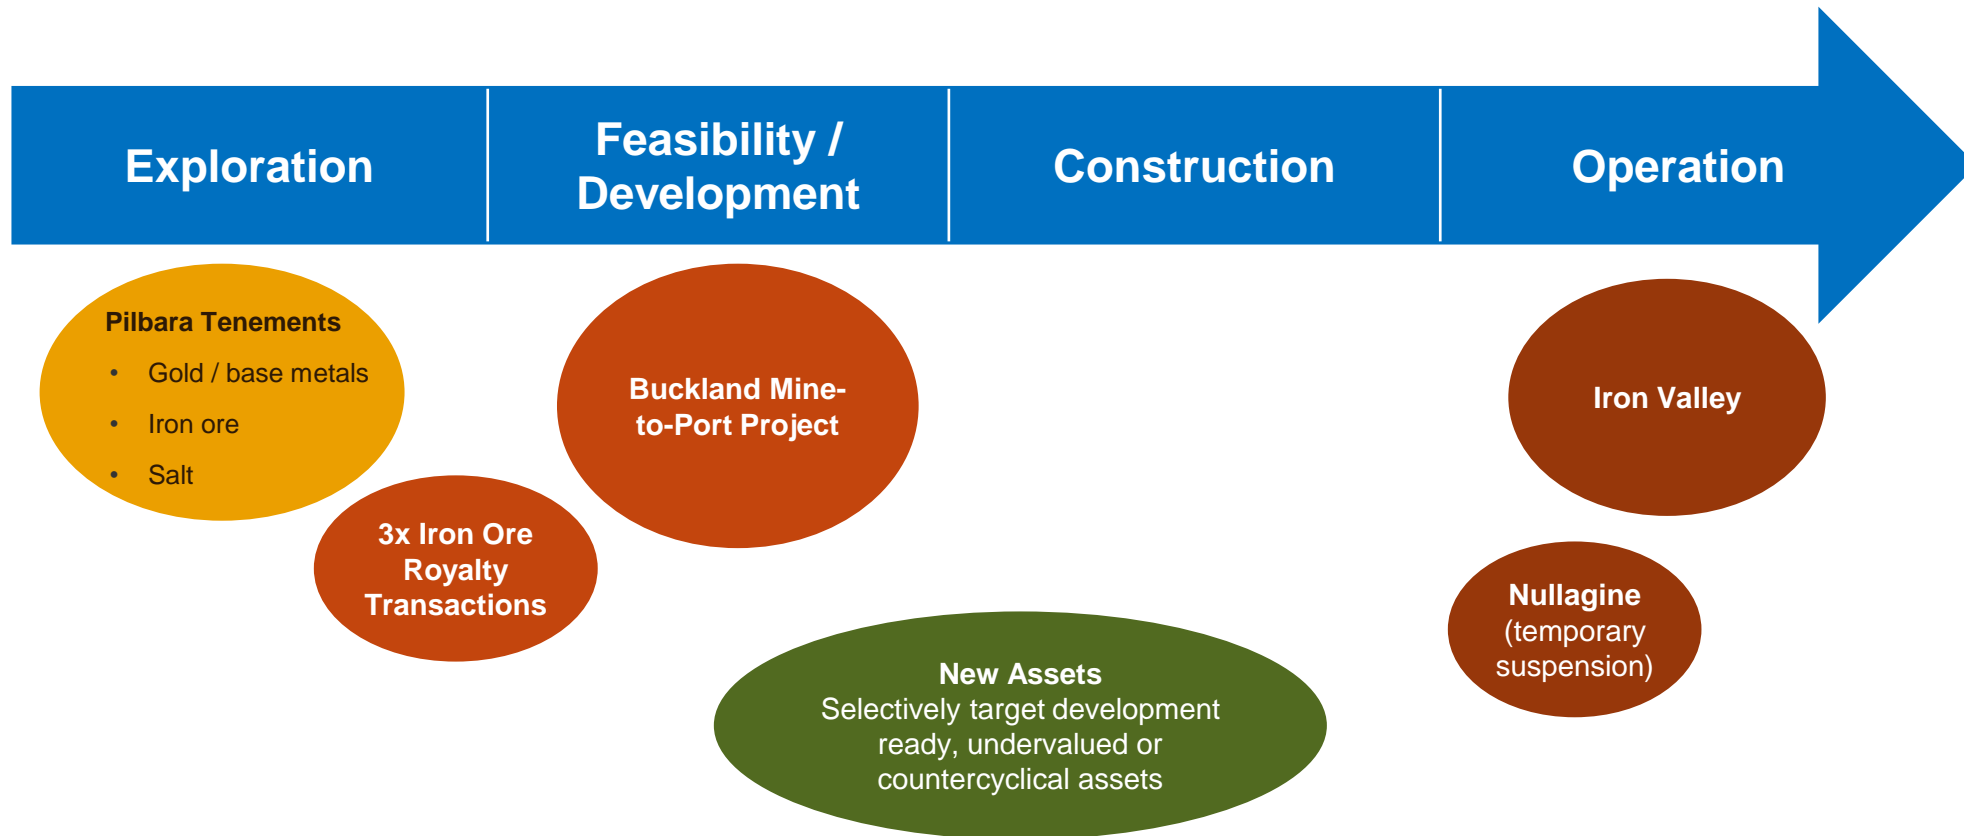 Exploration
Feasibility /
Development
Construction
Operation
Pilbara Tenements
• Gold / base metals
• Iron ore
• Salt
3x Iron Ore
Royalty
Transactions
Buckland Mine-
to-Port Project
New Assets
Selectively target development
ready, undervalued or
countercyclical assets
Iron Valley
Nullagine
(temporary
suspension)